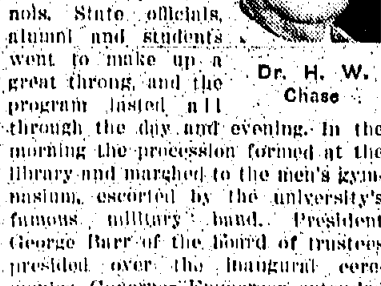 nois. State officials,
alumni and students
went to make up a
great throng, and the
program lasted all
Dr. H. W.
Chase
through the day and evening. In the
morning the procession formed at the
library and marched to the men's gym-
nasium, escorted by the university's
famous military band. President
George Barr of the board of trustees
presided over the inaugural cere-